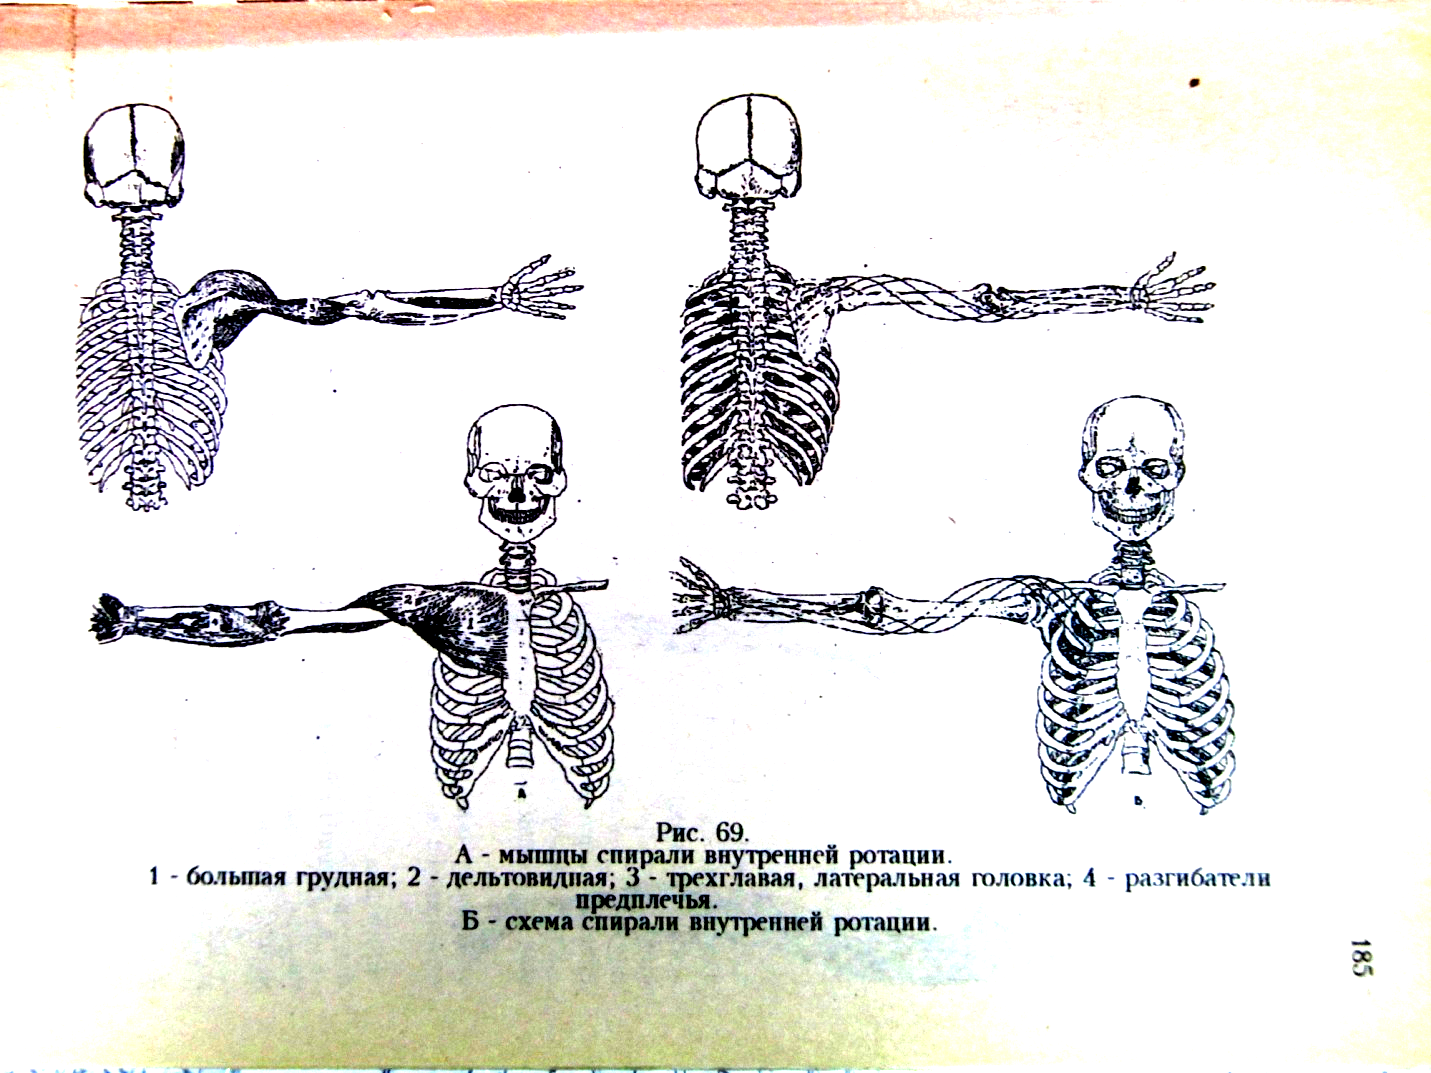 А
Б
Рис. 69.
А - мышцы спирали внутренней ротации.
1 - большая грудная; 2 - дельтовидная; 3 - трехглавая, латеральная головка; 4 - разгибатели
предплечья.
Б - схема спирали внутренней ротации.
185